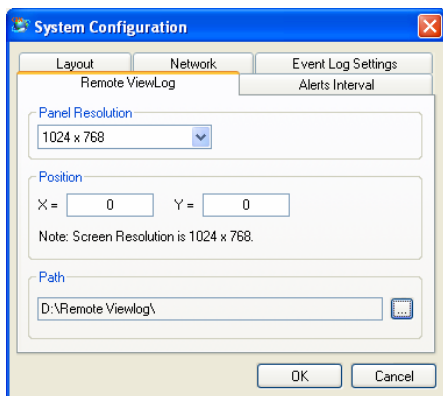 System Configuration
Layout Network Event Log Settings
Remote ViewLog Alerts Interval
Panel Resolution
1024 x 768
Position
X = 0 Y = 0
Note: Screen Resolution is 1024 x 768.
Path
D:\Remote Viewlog\ ...
OK Cancel